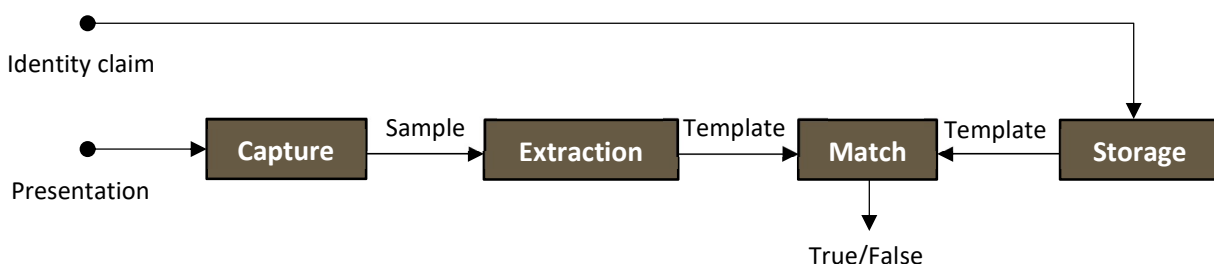 Identity claim
Sample
Template
Template
Capture
Extraction
Match
Storage
Presentation
True/False